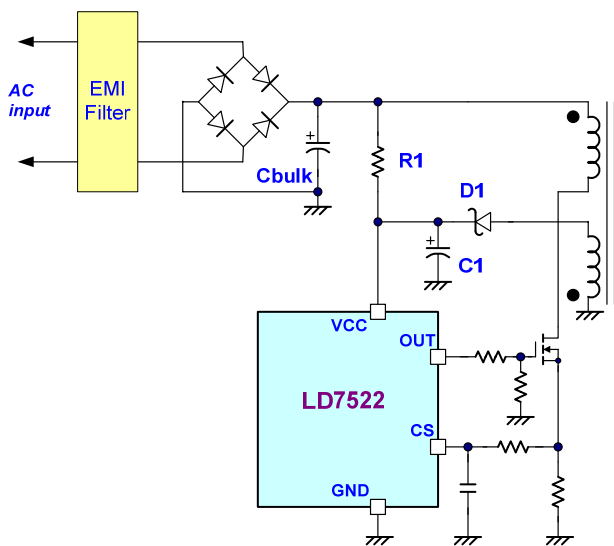 AC
input
EMI
Filter
Cbulk
R1
D1
C1
VCC
OUT
LD7522
CS
GND